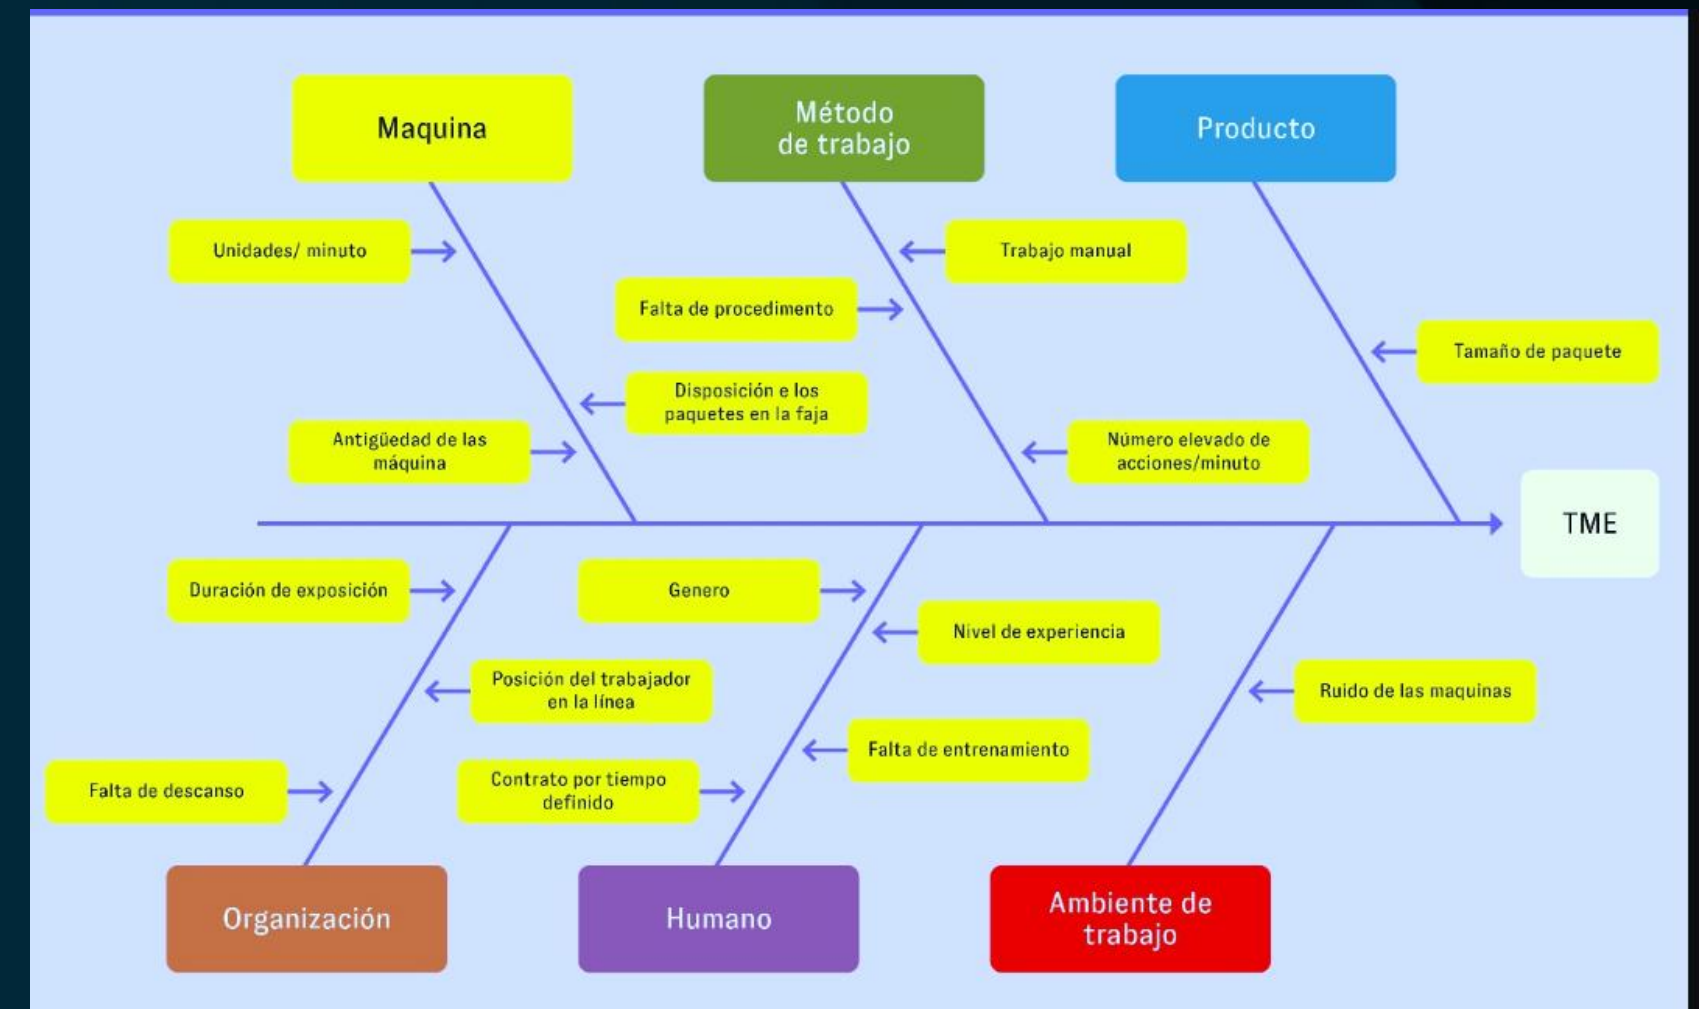 Maquina
Método
de trabajo
Producto
Unidades/ minuto
Trabajo manual
Falta de procedimento
Tamaño de paquete
Disposición e los
paquetes en la faja
Antigüedad de las
máquina
Número elevado de
acciones/minuto
TME
Duración de exposición
Genero
Nivel de experiencia
Posición del trabajador
en la línea
Ruido de las maquinas
Falta de entrenamiento
Falta de descanso
Contrato por tiempo
definido
Organización
Humano
Ambiente de
trabajo